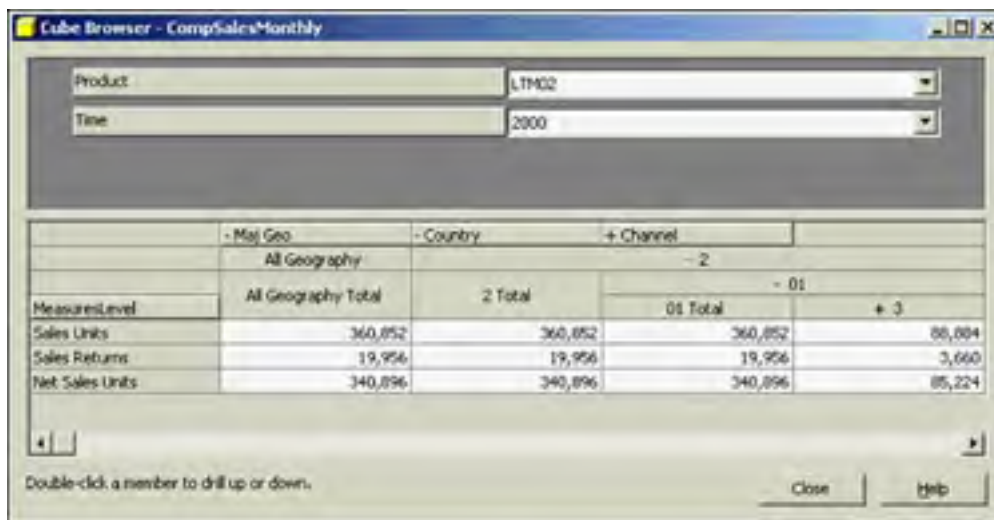 Cube Browser - CompSalesMonthly
Product LTM02
Time 2000
- Maj Geo - Country + Channel
All Geography - 2
- 01
All Geography Total 2 Total
MeasuresLevel 01 Total + 3
Sales Units 360,852 360,852 360,852 88,884
Sales Returns 19,956 19,956 19,956 3,660
Net Sales Units 340,896 340,896 340,896 85,224
Double-click a member to drill up or down.
Close Help